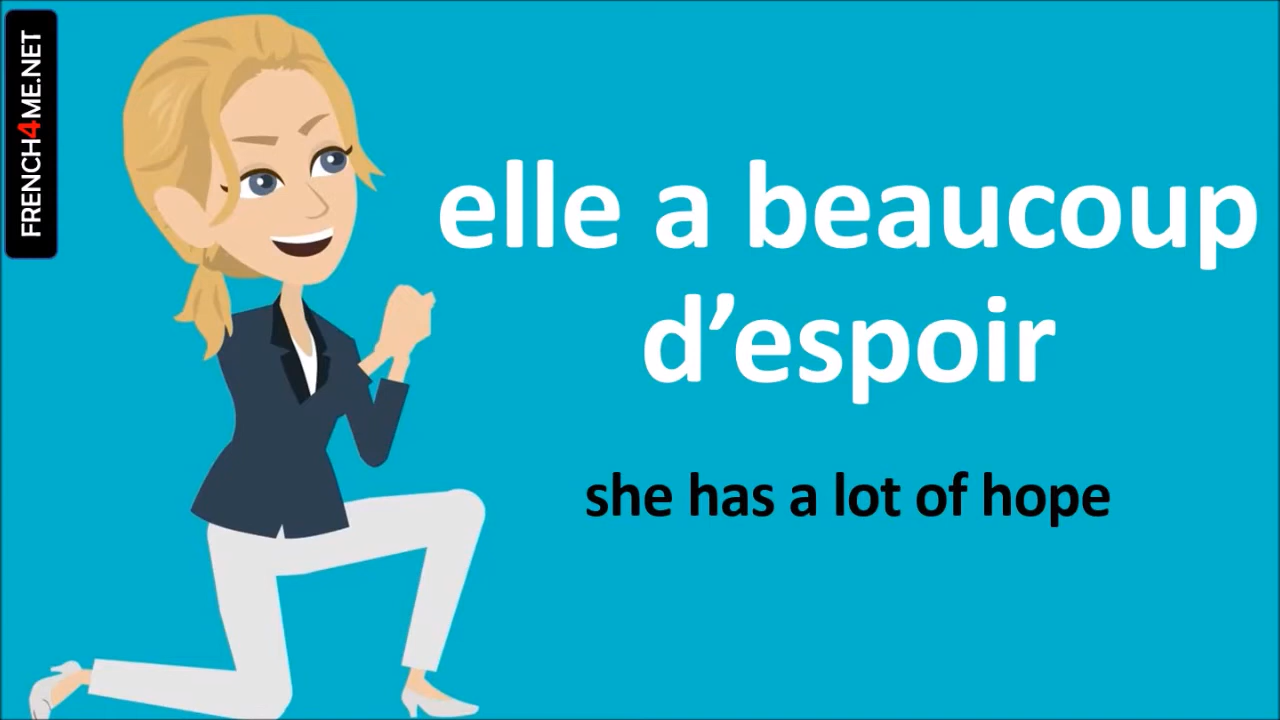 FRENCH4ME.NET
elle a beaucoup
d’espoir
she has a lot of hope